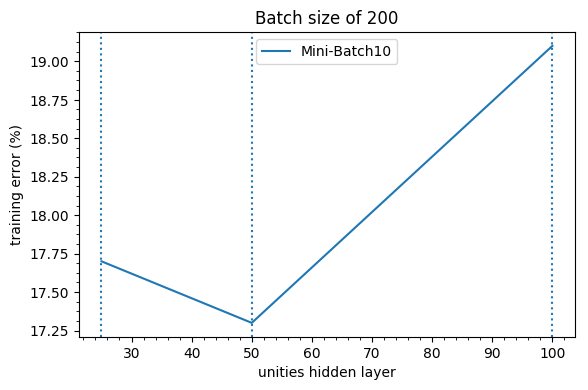 Batch size of 200
Mini-Batch10
training error (%)
19.00
18.75
18.50
18.25
18.00
17.75
17.50
17.25
30 40 50 60 70 80 90 100
unities hidden layer